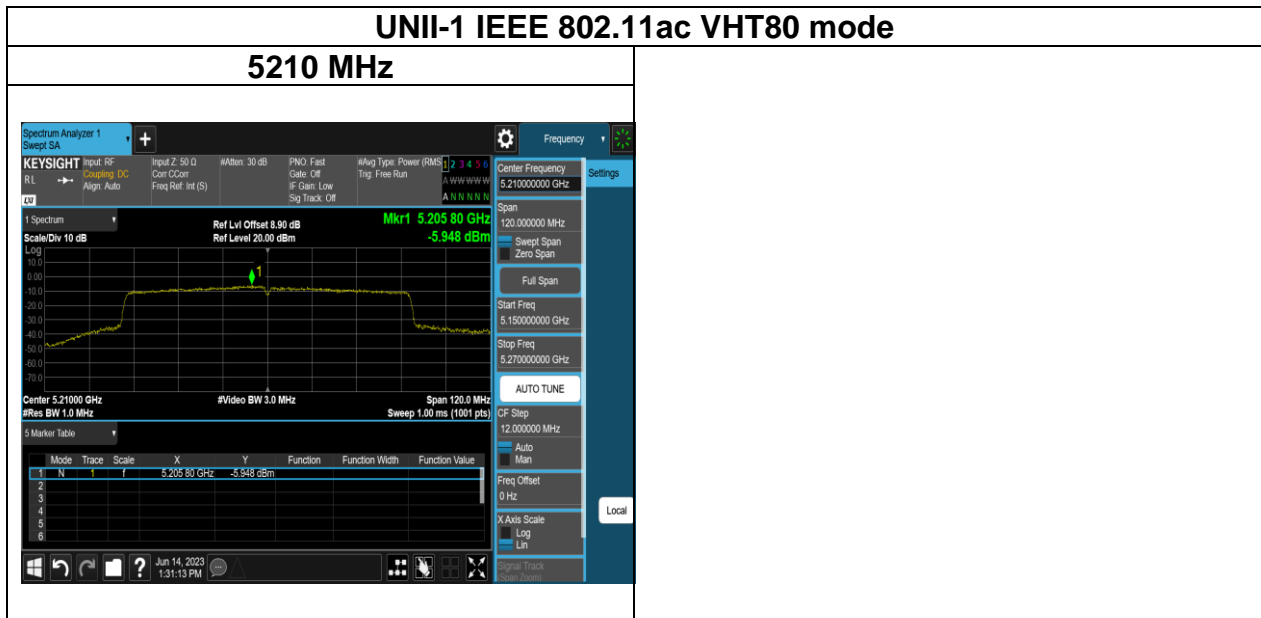 UNII-1 IEEE 802.11ac VHT80 mode
5210 MHz
Spectrum Analyzer 1
Swept SA
+
Frequency
KEYSIGHT
RL
LXI
Input: RF
Coupling: DC
Align: Auto
Input Z: 50 Ω
Corr CCorr
Freq Ref: Int (S)
#Atten: 30 dB
PNO: Fast
Gate: Off
IF Gain: Low
Sig Track: Off
#Avg Type: Power (RMS
Trig: Free Run
1 2 3 4 5 6
A W W W W W
A N N N N N
1 Spectrum
Scale/Div 10 dB
Ref Lvl Offset 8.90 dB
Ref Level 20.00 dBm
Mkr1 5.205 80 GHz
-5.948 dBm
Log
10.0
0.00
-10.0
-20.0
-30.0
-40.0
-50.0
-60.0
-70.0
1
Center 5.21000 GHz
#Res BW 1.0 MHz
#Video BW 3.0 MHz
Span 120.0 MHz
Sweep 1.00 ms (1001 pts)
5 Marker Table
Mode Trace Scale X Y Function Function Width Function Value
1 N 1 f 5.205 80 GHz -5.948 dBm
2
3
4
5
6
Jun 14, 2023
1:31:13 PM
Center Frequency
5.210000000 GHz
Settings
Span
120.000000 MHz
Swept Span
Zero Span
Full Span
Start Freq
5.150000000 GHz
Stop Freq
5.270000000 GHz
AUTO TUNE
CF Step
12.000000 MHz
Auto
Man
Freq Offset
0 Hz
X Axis Scale
Log
Lin
Signal Track
(Span Zoom)
Local